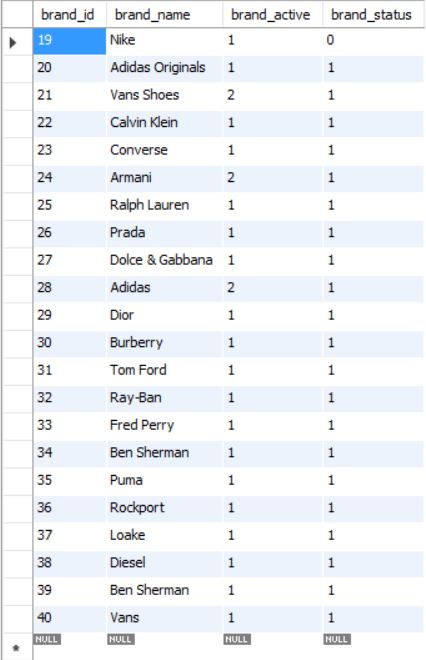 brand_id brand_name brand_active brand_status
19 Nike 1 0
20 Adidas Originals 1 1
21 Vans Shoes 2 1
22 Calvin Klein 1 1
23 Converse 1 1
24 Armani 2 1
25 Ralph Lauren 1 1
26 Prada 1 1
27 Dolce & Gabbana 1 1
28 Adidas 2 1
29 Dior 1 1
30 Burberry 1 1
31 Tom Ford 1 1
32 Ray-Ban 1 1
33 Fred Perry 1 1
34 Ben Sherman 1 1
35 Puma 1 1
36 Rockport 1 1
37 Loake 1 1
38 Diesel 1 1
39 Ben Sherman 1 1
40 Vans 1 1
NULL NULL NULL NULL